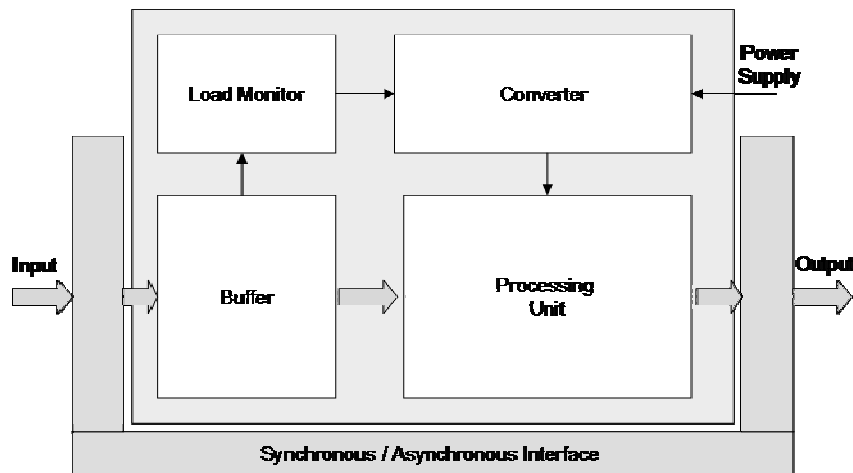 Power
Supply
Load Monitor
Converter
Input
Buffer
Processing
Unit
Output
Synchronous / Asynchronous Interface